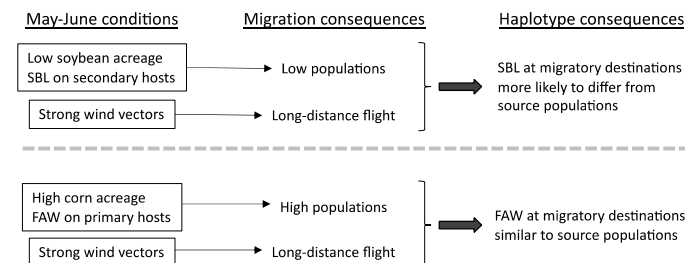 May-June conditions
Migration consequences
Haplotype consequences
Low soybean acreage
SBL on secondary hosts
Low populations
Strong wind vectors
Long-distance flight
SBL at migratory destinations
more likely to differ from
source populations
High corn acreage
FAW on primary hosts
High populations
Strong wind vectors
Long-distance flight
FAW at migratory destinations
similar to source populations